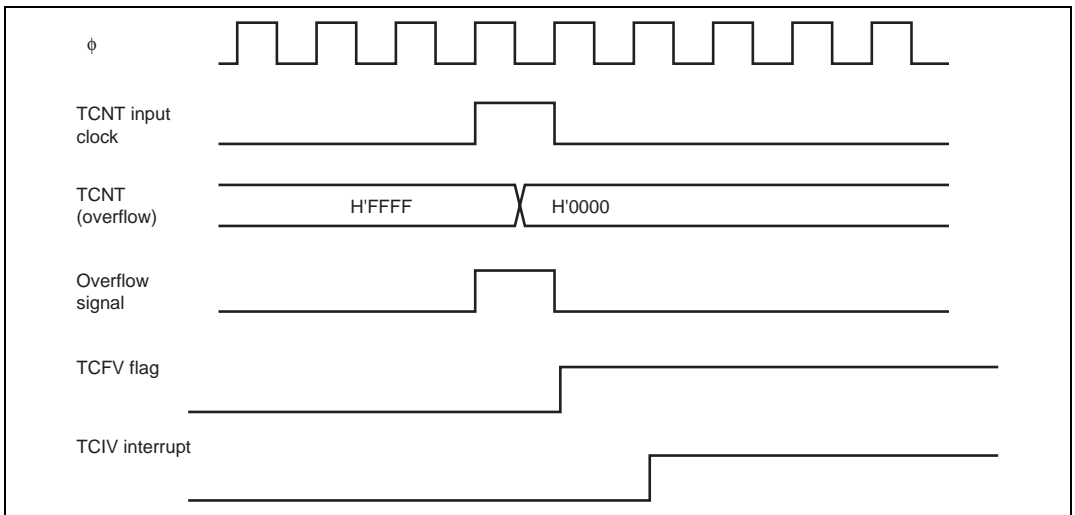 ϕ
TCNT input
clock
TCNT
(overflow)
H'FFFF
H'0000
Overflow
signal
TCFV flag
TCIV interrupt